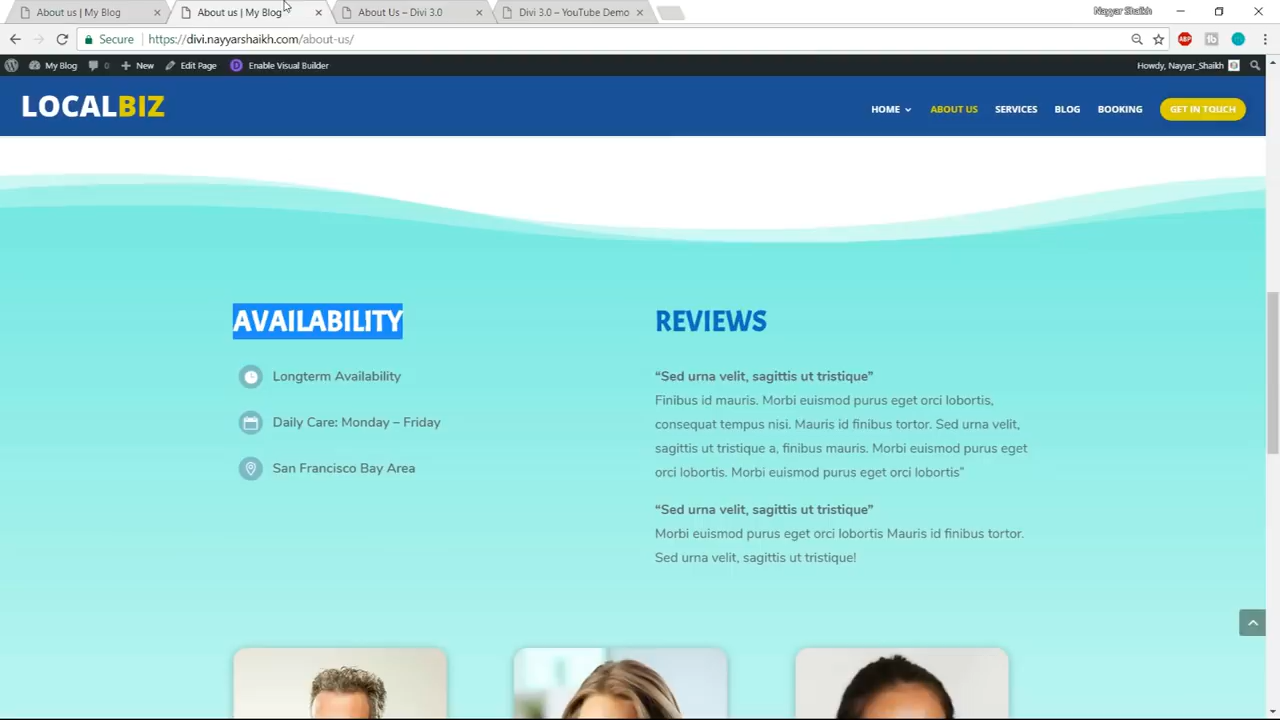 About us | My Blog
About us | My Blog
About Us – Divi 3.0
Divi 3.0 – YouTube Demo
Nayyar Shaikh
Secure
https://divi.nayyarshaikh.com/about-us/
ABP
My Blog
0
New
Edit Page
D
Enable Visual Builder
Howdy, Nayyar_Shaikh
LOCALBIZ
HOME
ABOUT US
SERVICES
BLOG
BOOKING
GET IN TOUCH
AVAILABILITY
Longterm Availability
Daily Care: Monday – Friday
San Francisco Bay Area
REVIEWS
“Sed urna velit, sagittis ut tristique”
Finibus id mauris. Morbi euismod purus eget orci lobortis,
consequat tempus nisi. Mauris id finibus tortor. Sed urna velit,
sagittis ut tristique a, finibus mauris. Morbi euismod purus eget
orci lobortis. Morbi euismod purus eget orci lobortis”
“Sed urna velit, sagittis ut tristique”
Morbi euismod purus eget orci lobortis Mauris id finibus tortor.
Sed urna velit, sagittis ut tristique!